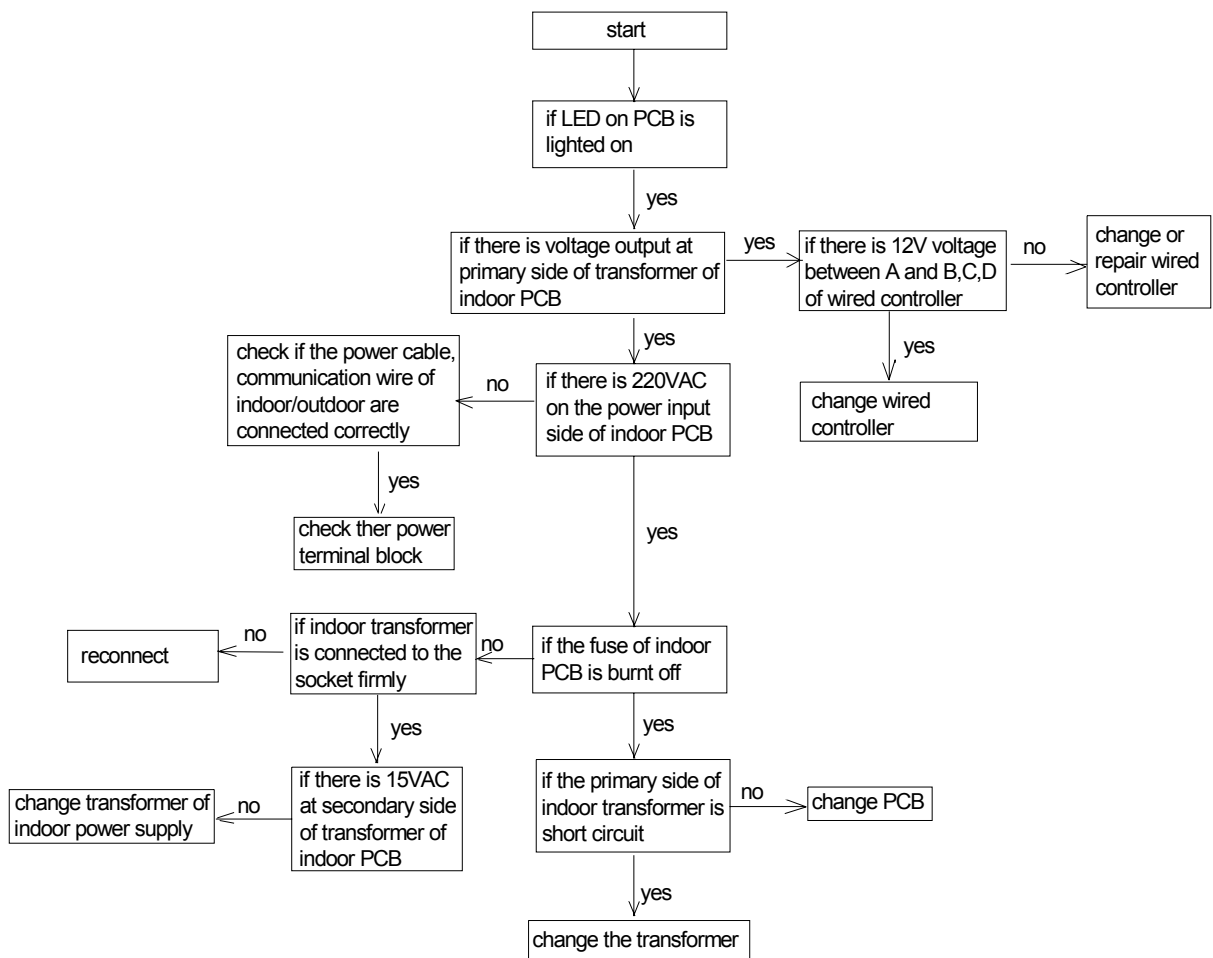 start
if LED on PCB is
lighted on
yes
if there is voltage output at
primary side of transformer of
indoor PCB
yes
if there is 12V voltage
between A and B,C,D
of wired controller
no
change or
repair wired
controller
yes
change wired
controller
yes
if there is 220VAC
on the power input
side of indoor PCB
no
check if the power cable,
communication wire of
indoor/outdoor are
connected correctly
yes
check ther power
terminal block
yes
if the fuse of indoor
PCB is burnt off
no
if indoor transformer
is connected to the
socket firmly
no
reconnect
yes
if there is 15VAC
at secondary side
of transformer of
indoor PCB
no
change transformer of
indoor power supply
yes
if the primary side of
indoor transformer is
short circuit
no
change PCB
yes
change the transformer